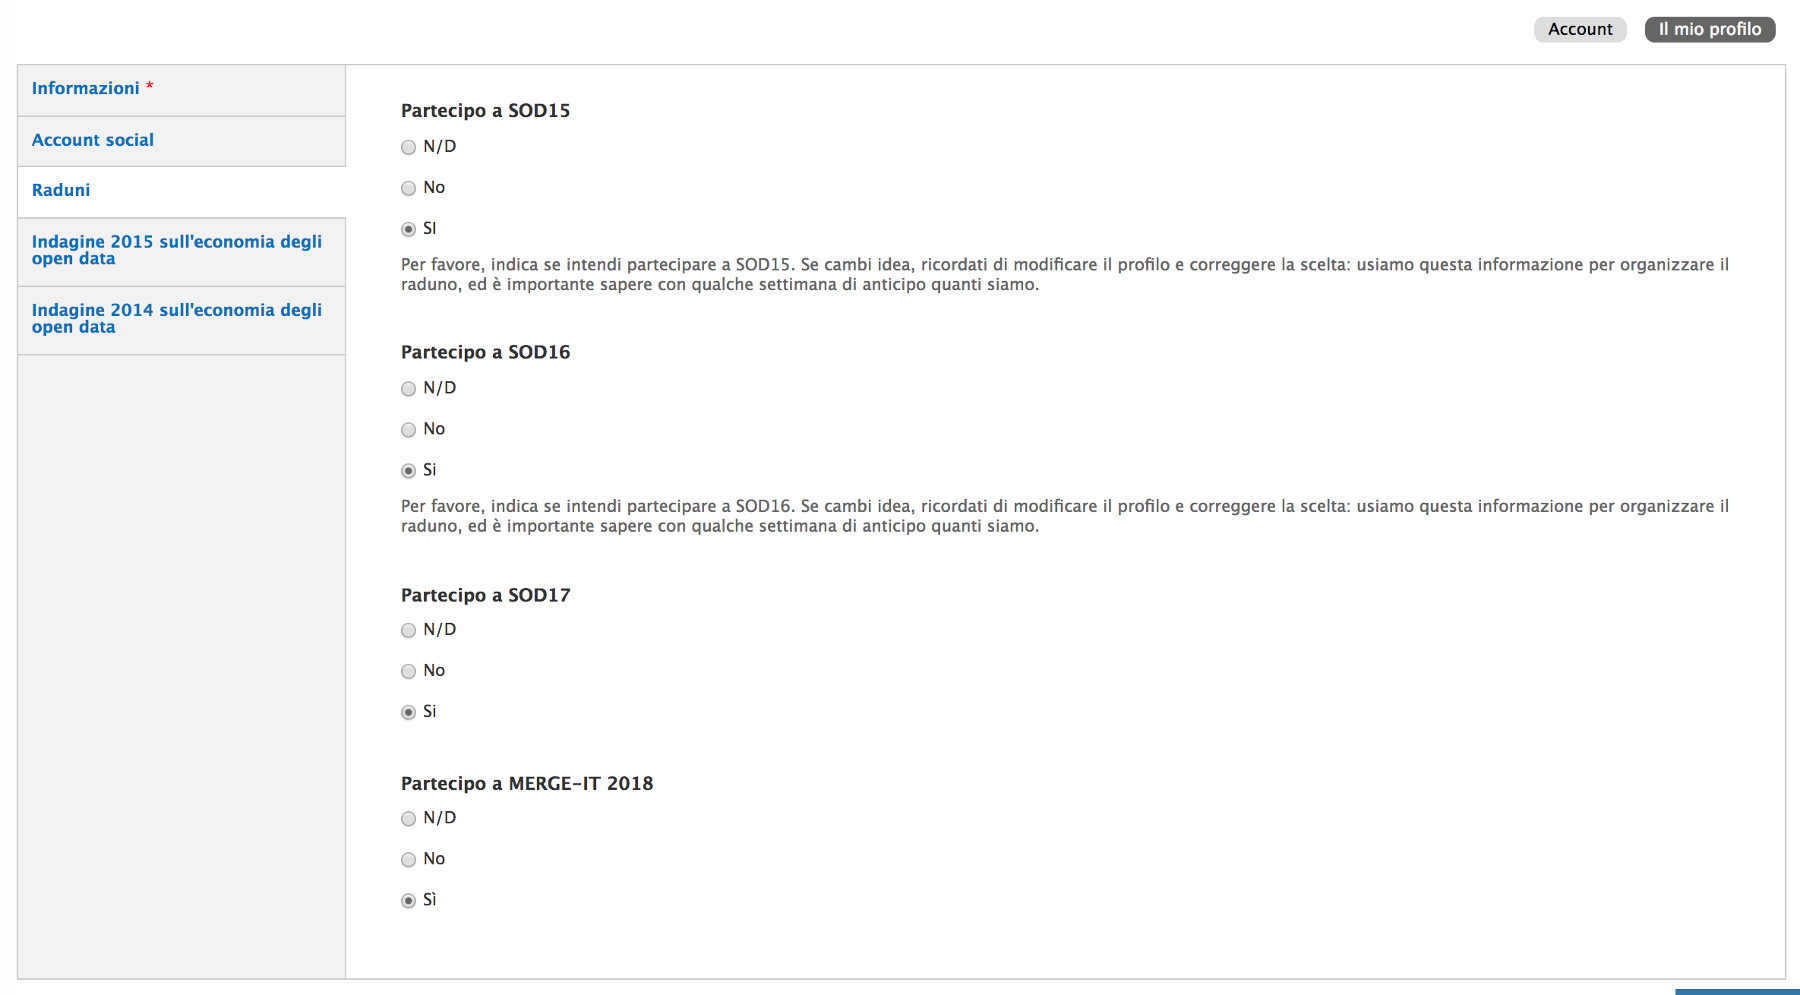 Account
Il mio profilo
Informazioni *
Account social
Raduni
Indagine 2015 sull'economia degli
open data
Indagine 2014 sull'economia degli
open data
Partecipo a SOD15
N/D
No
SI
Per favore, indica se intendi partecipare a SOD15. Se cambi idea, ricordati di modificare il profilo e correggere la scelta: usiamo questa informazione per organizzare il
raduno, ed è importante sapere con qualche settimana di anticipo quanti siamo.
Partecipo a SOD16
N/D
No
Si
Per favore, indica se intendi partecipare a SOD16. Se cambi idea, ricordati di modificare il profilo e correggere la scelta: usiamo questa informazione per organizzare il
raduno, ed è importante sapere con qualche settimana di anticipo quanti siamo.
Partecipo a SOD17
N/D
No
Si
Partecipo a MERGE-IT 2018
N/D
No
Sì